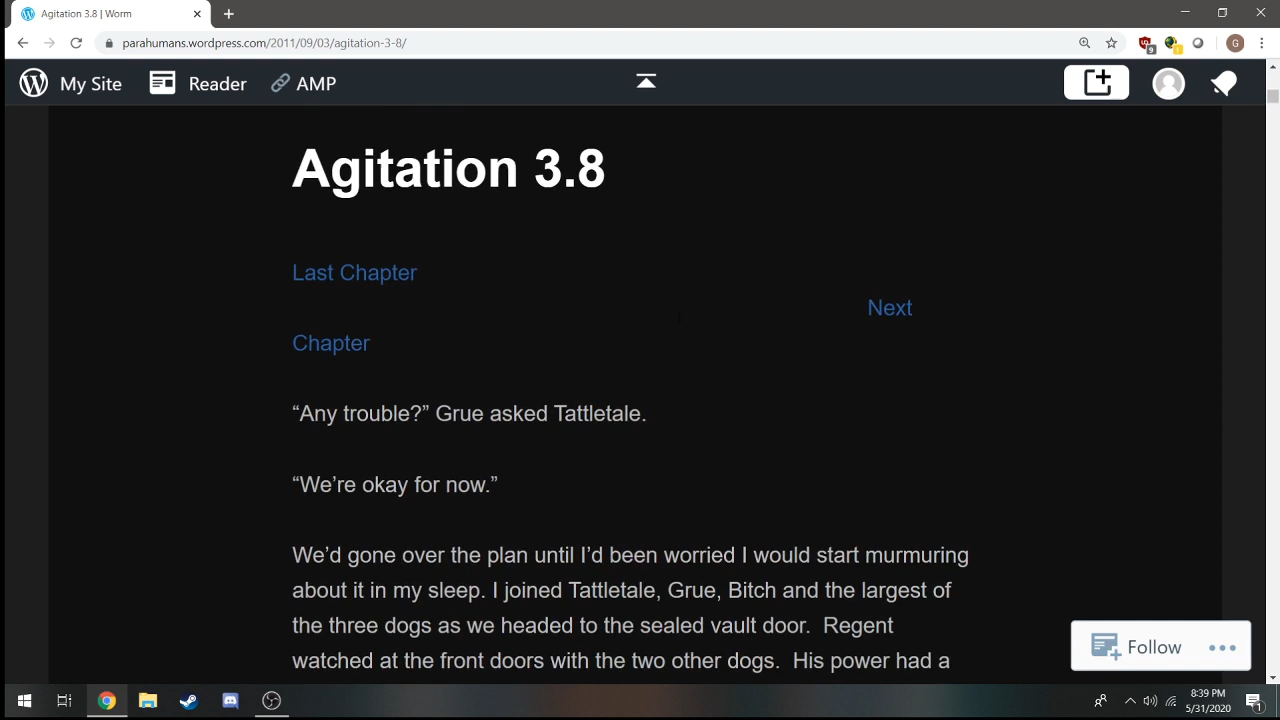 Agitation 3.8 | Worm
parahumans.wordpress.com/2011/09/03/agitation-3-8/
9
G
My Site
Reader
AMP
Agitation 3.8
Last Chapter
Next
Chapter
“Any trouble?” Grue asked Tattletale.
“We’re okay for now.”
We’d gone over the plan until I’d been worried I would start murmuring
about it in my sleep. I joined Tattletale, Grue, Bitch and the largest of
the three dogs as we headed to the sealed vault door.  Regent
watched at the front doors with the two other dogs.  His power had a
Follow
8:39 PM
5/31/2020
1